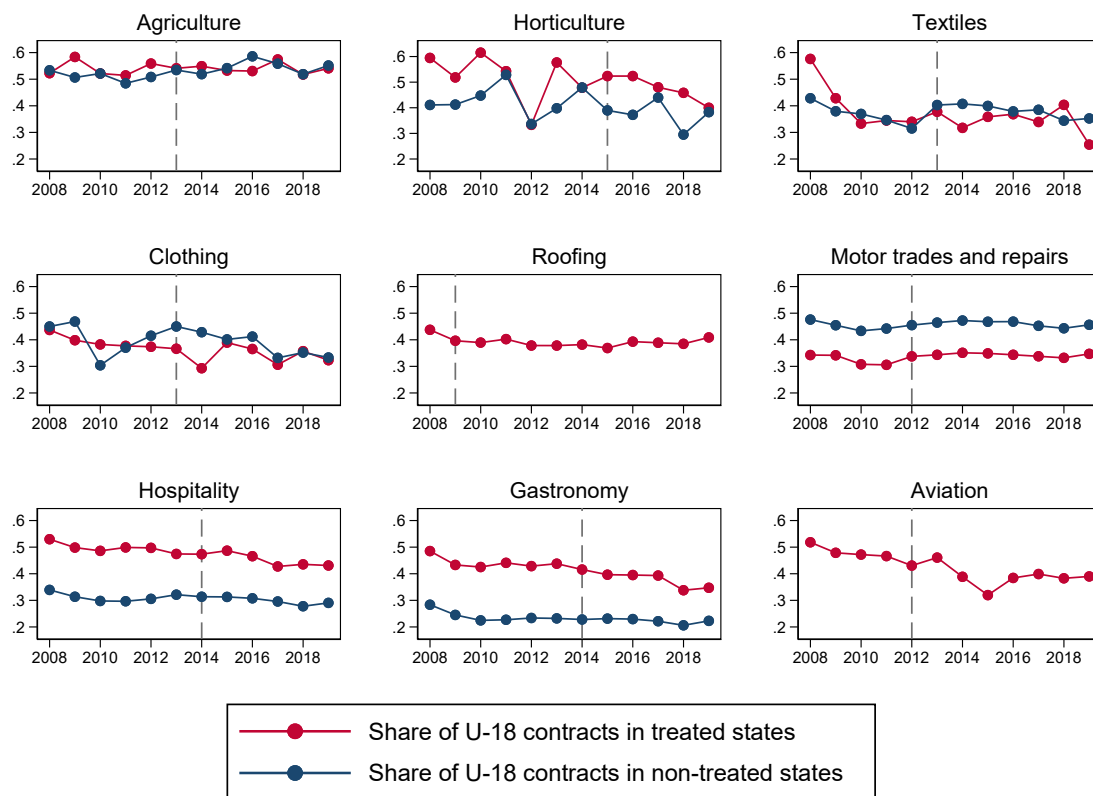 Agriculture
.6
.5
.4
.3
.2
2008 2010 2012 2014 2016 2018
Horticulture
.6
.5
.4
.3
.2
2008 2010 2012 2014 2016 2018
Textiles
.6
.5
.4
.3
.2
2008 2010 2012 2014 2016 2018
Clothing
.6
.5
.4
.3
.2
2008 2010 2012 2014 2016 2018
Roofing
.6
.5
.4
.3
.2
2008 2010 2012 2014 2016 2018
Motor trades and repairs
.6
.5
.4
.3
.2
2008 2010 2012 2014 2016 2018
Hospitality
.6
.5
.4
.3
.2
2008 2010 2012 2014 2016 2018
Gastronomy
.6
.5
.4
.3
.2
2008 2010 2012 2014 2016 2018
Aviation
.6
.5
.4
.3
.2
2008 2010 2012 2014 2016 2018
Share of U-18 contracts in treated states
Share of U-18 contracts in non-treated states